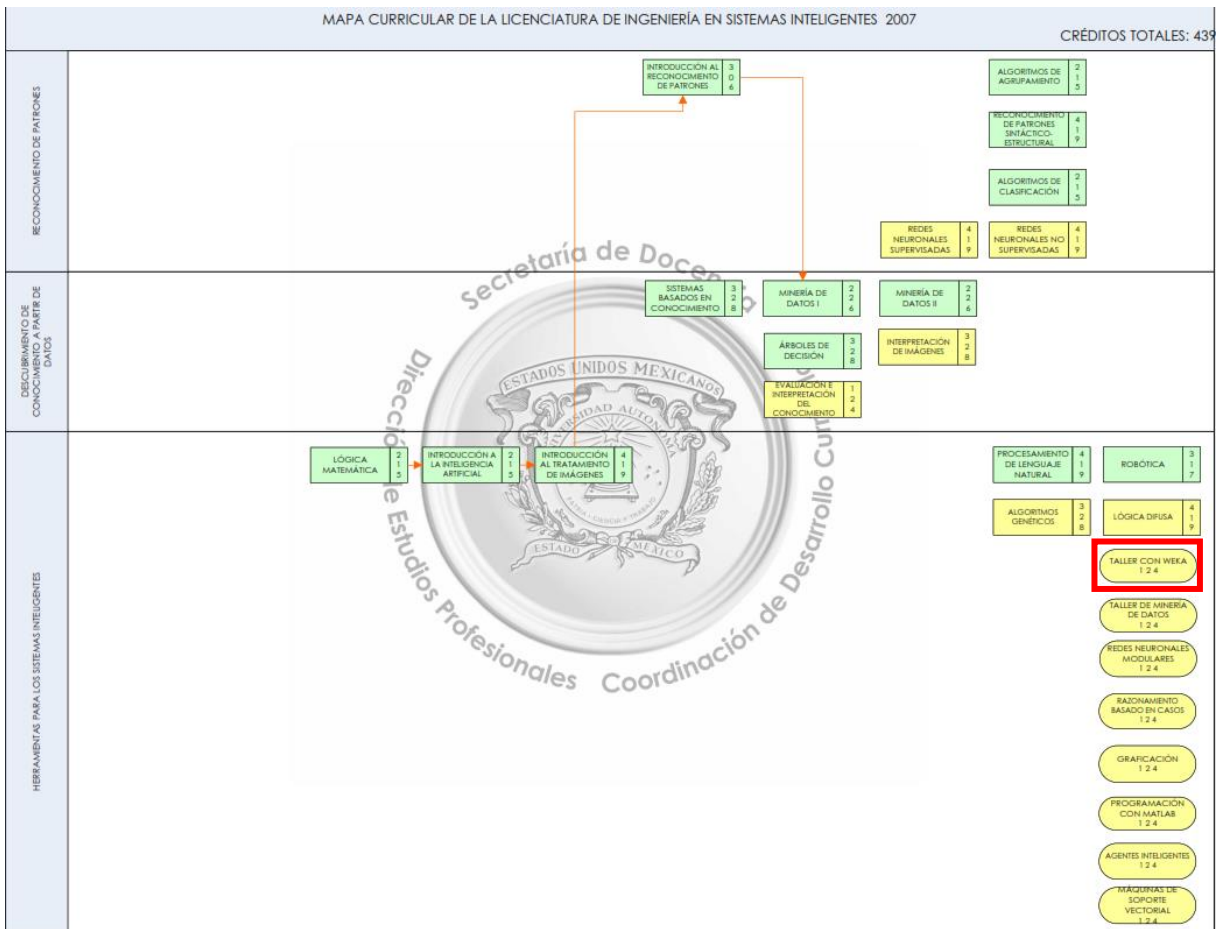 MAPA CURRICULAR DE LA LICENCIATURA DE INGENIERÍA EN SISTEMAS INTELIGENTES 2007
CRÉDITOS TOTALES: 439
RECONOCIMIENTO DE PATRONES
INTRODUCCIÓN AL
RECONOCIMIENTO
DE PATRONES
3
0
6
ALGORITMOS DE
AGRUPAMIENTO
2
1
5
RECONOCIMIENTO
DE PATRONES
SINTÁCTICO-
ESTRUCTURAL
4
1
9
ALGORITMOS DE
CLASIFICACIÓN
2
1
5
REDES
NEURONALES
SUPERVISADAS
4
1
9
REDES
NEURONALES NO
SUPERVISADAS
4
1
9
DESCUBRIMIENTO DE
CONOCIMIENTO A PARTIR DE
DATOS
SISTEMAS
BASADOS EN
CONOCIMIENTO
3
2
8
MINERÍA DE
DATOS I
2
2
6
MINERÍA DE
DATOS II
2
2
6
ÁRBOLES DE
DECISIÓN
3
2
8
INTERPRETACIÓN
DE IMÁGENES
3
2
8
EVALUACIÓN E
INTERPRETACIÓN
DEL
CONOCIMIENTO
1
2
4
HERRAMIENTAS PARA LOS SISTEMAS INTELIGENTES
LÓGICA
MATEMÁTICA
2
1
5
INTRODUCCIÓN A
LA INTELIGENCIA
ARTIFICIAL
2
1
5
INTRODUCCIÓN
AL TRATAMIENTO
DE IMÁGENES
4
1
9
PROCESAMIENTO
DE LENGUAJE
NATURAL
4
1
9
ROBÓTICA
3
1
7
ALGORITMOS
GENÉTICOS
3
2
8
LÓGICA DIFUSA
4
1
9
TALLER CON WEKA
1 2 4
TALLER DE MINERÍA
DE DATOS
1 2 4
REDES NEURONALES
MODULARES
1 2 4
RAZONAMIENTO
BASADO EN CASOS
1 2 4
GRAFICACIÓN
1 2 4
PROGRAMACIÓN
CON MATLAB
1 2 4
AGENTES INTELIGENTES
1 2 4
MÁQUINAS DE
SOPORTE
VECTORIAL
1 2 4
Secretaría de Docencia
Dirección de Estudios Profesionales
Coordinación de Desarrollo
ESTADOS UNIDOS MEXICANOS
ESTADO MÉXICO